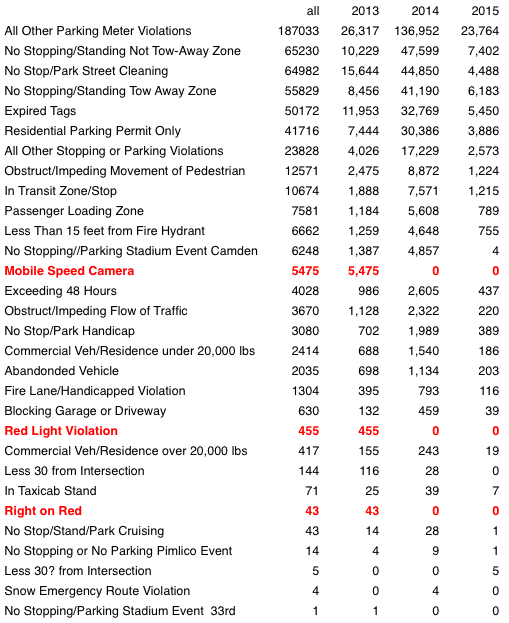 all 2013 2014 2015
All Other Parking Meter Violations 187033 26,317 136,952 23,764
No Stopping/Standing Not Tow-Away Zone 65230 10,229 47,599 7,402
No Stop/Park Street Cleaning 64982 15,644 44,850 4,488
No Stopping/Standing Tow Away Zone 55829 8,456 41,190 6,183
Expired Tags 50172 11,953 32,769 5,450
Residential Parking Permit Only 41716 7,444 30,386 3,886
All Other Stopping or Parking Violations 23828 4,026 17,229 2,573
Obstruct/Impeding Movement of Pedestrian 12571 2,475 8,872 1,224
In Transit Zone/Stop 10674 1,888 7,571 1,215
Passenger Loading Zone 7581 1,184 5,608 789
Less Than 15 feet from Fire Hydrant 6662 1,259 4,648 755
No Stopping//Parking Stadium Event Camden 6248 1,387 4,857 4
Mobile Speed Camera 5475 5,475 0 0
Exceeding 48 Hours 4028 986 2,605 437
Obstruct/Impeding Flow of Traffic 3670 1,128 2,322 220
No Stop/Park Handicap 3080 702 1,989 389
Commercial Veh/Residence under 20,000 lbs 2414 688 1,540 186
Abandonded Vehicle 2035 698 1,134 203
Fire Lane/Handicapped Violation 1304 395 793 116
Blocking Garage or Driveway 630 132 459 39
Red Light Violation 455 455 0 0
Commercial Veh/Residence over 20,000 lbs 417 155 243 19
Less 30 from Intersection 144 116 28 0
In Taxicab Stand 71 25 39 7
Right on Red 43 43 0 0
No Stop/Stand/Park Cruising 43 14 28 1
No Stopping or No Parking Pimlico Event 14 4 9 1
Less 30? from Intersection 5 0 0 5
Snow Emergency Route Violation 4 0 4 0
No Stopping/Parking Stadium Event 33rd 1 1 0 0